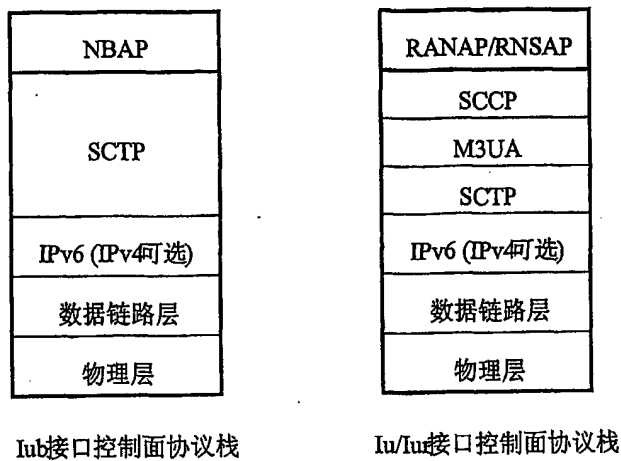 NBAP
SCTP
IPv6 (IPv4可选)
数据链路层
物理层
Iub接口控制面协议栈
RANAP/RNSAP
SCCP
M3UA
SCTP
IPv6 (IPv4可选)
数据链路层
物理层
Iu/Iur接口控制面协议栈